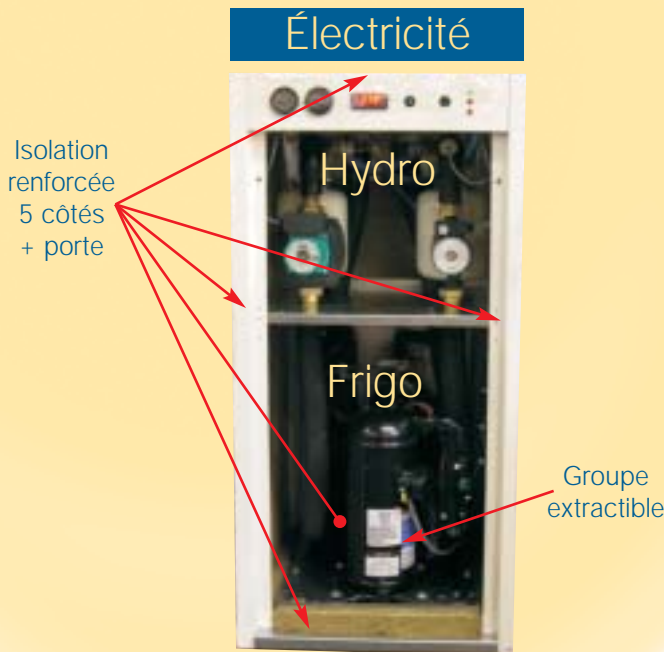 Électricité
Isolation
renforcée
5 côtés
+ porte
Hydro
Frigo
Groupe
extractible